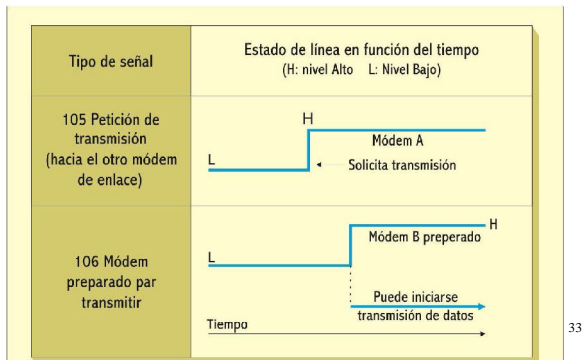 Tipo de señal
Estado de línea en función del tiempo
(H: nivel Alto L: Nivel Bajo)
105 Petición de
transmisión
(hacia el otro módem
de enlace)
H
Módem A
L
Solicita transmisión
106 Módem
preparado par
transmitir
H
Módem B preperado
L
Puede iniciarse
transmisión de datos
Tiempo
33